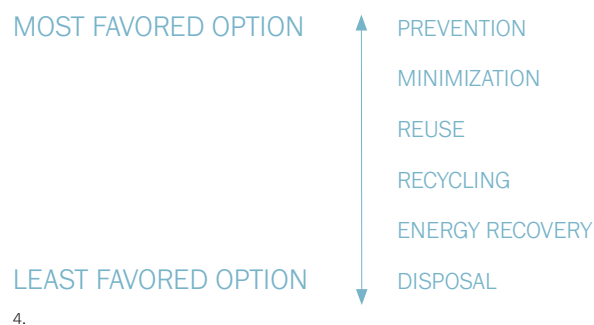 MOST FAVORED OPTION
PREVENTION
MINIMIZATION
REUSE
RECYCLING
ENERGY RECOVERY
LEAST FAVORED OPTION
DISPOSAL
4.